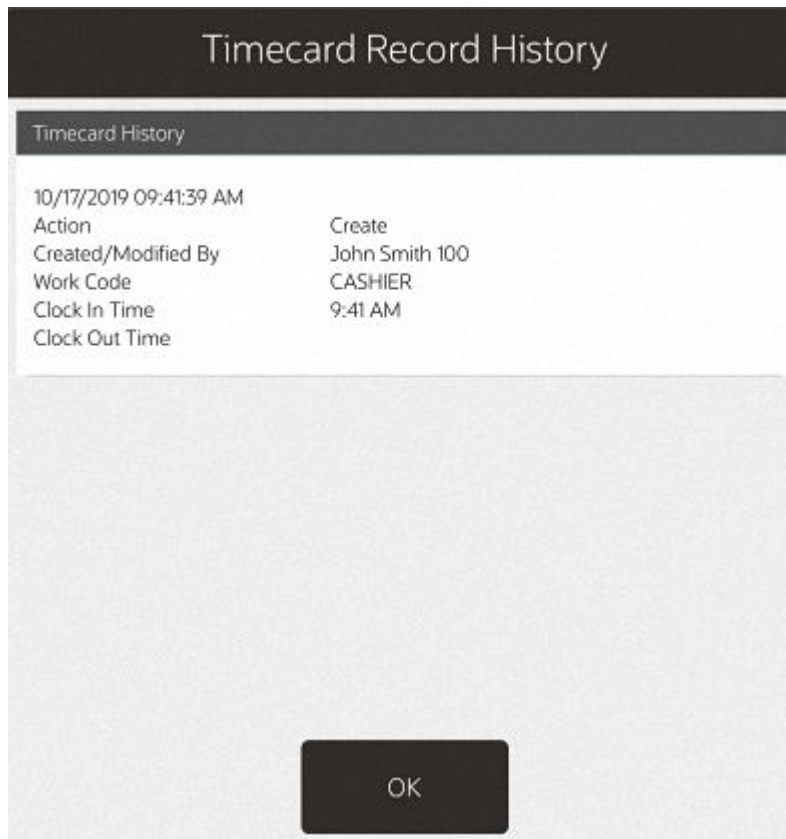 Timecard Record History
Timecard History
10/17/2019 09:41:39 AM
Action Create
Created/Modified By John Smith 100
Work Code CASHIER
Clock In Time 9:41 AM
Clock Out Time
OK